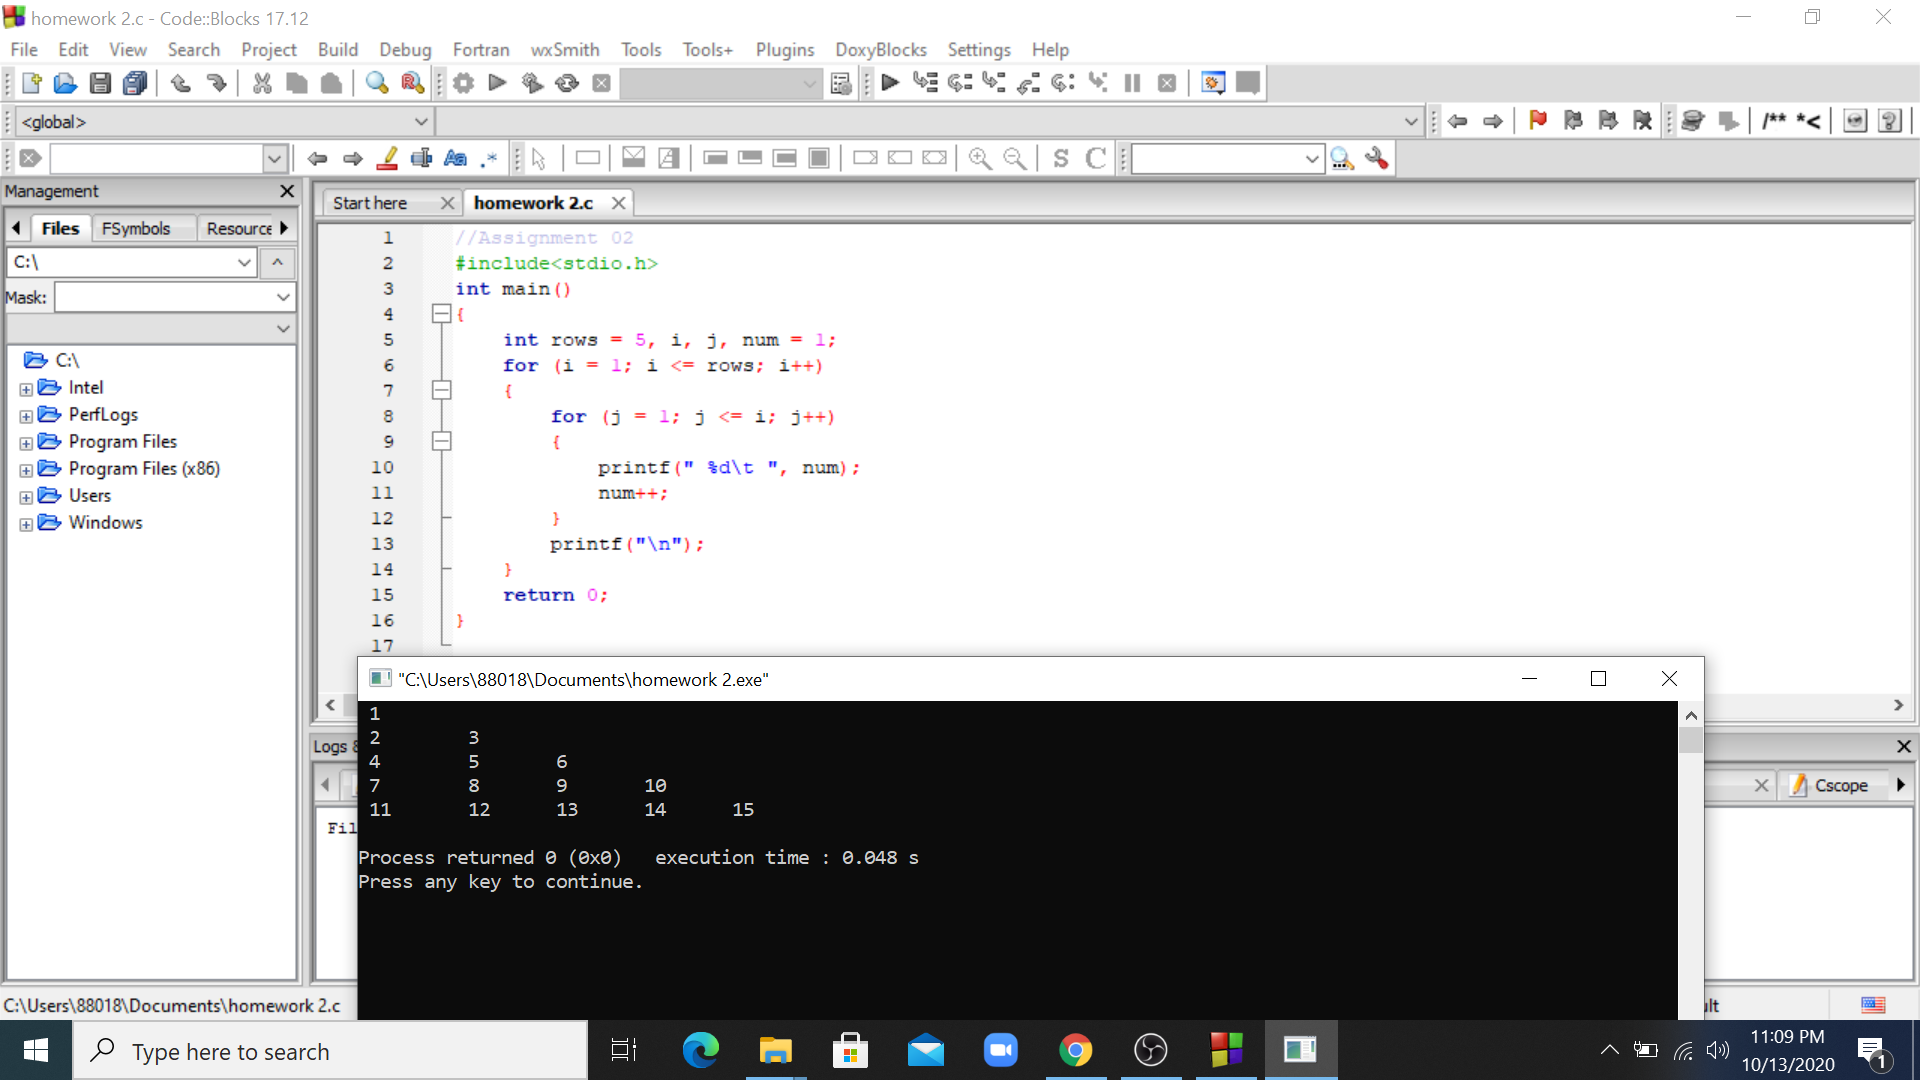 homework 2.c - Code::Blocks 17.12
File Edit View Search Project Build Debug Fortran wxSmith Tools Tools+ Plugins DoxyBlocks Settings Help
<global>
/** *<
S C
Management
Files FSymbols Resource
C:\
Mask:
C:\
Intel
PerfLogs
Program Files
Program Files (x86)
Users
Windows
Start here homework 2.c
1 //Assignment 02
2 #include<stdio.h>
3 int main()
4 {
5 int rows = 5, i, j, num = 1;
6 for (i = 1; i <= rows; i++)
7 {
8 for (j = 1; j <= i; j++)
9 {
10 printf(" %d\t ", num);
11 num++;
12 }
13 printf("\n");
14 }
15 return 0;
16 }
17
"C:\Users\88018\Documents\homework 2.exe"
1
2 3
4 5 6
7 8 9 10
11 12 13 14 15
Process returned 0 (0x0) execution time : 0.048 s
Press any key to continue.
Logs
Cscope
Fil
C:\Users\88018\Documents\homework 2.c
ult
Type here to search
11:09 PM
10/13/2020
1